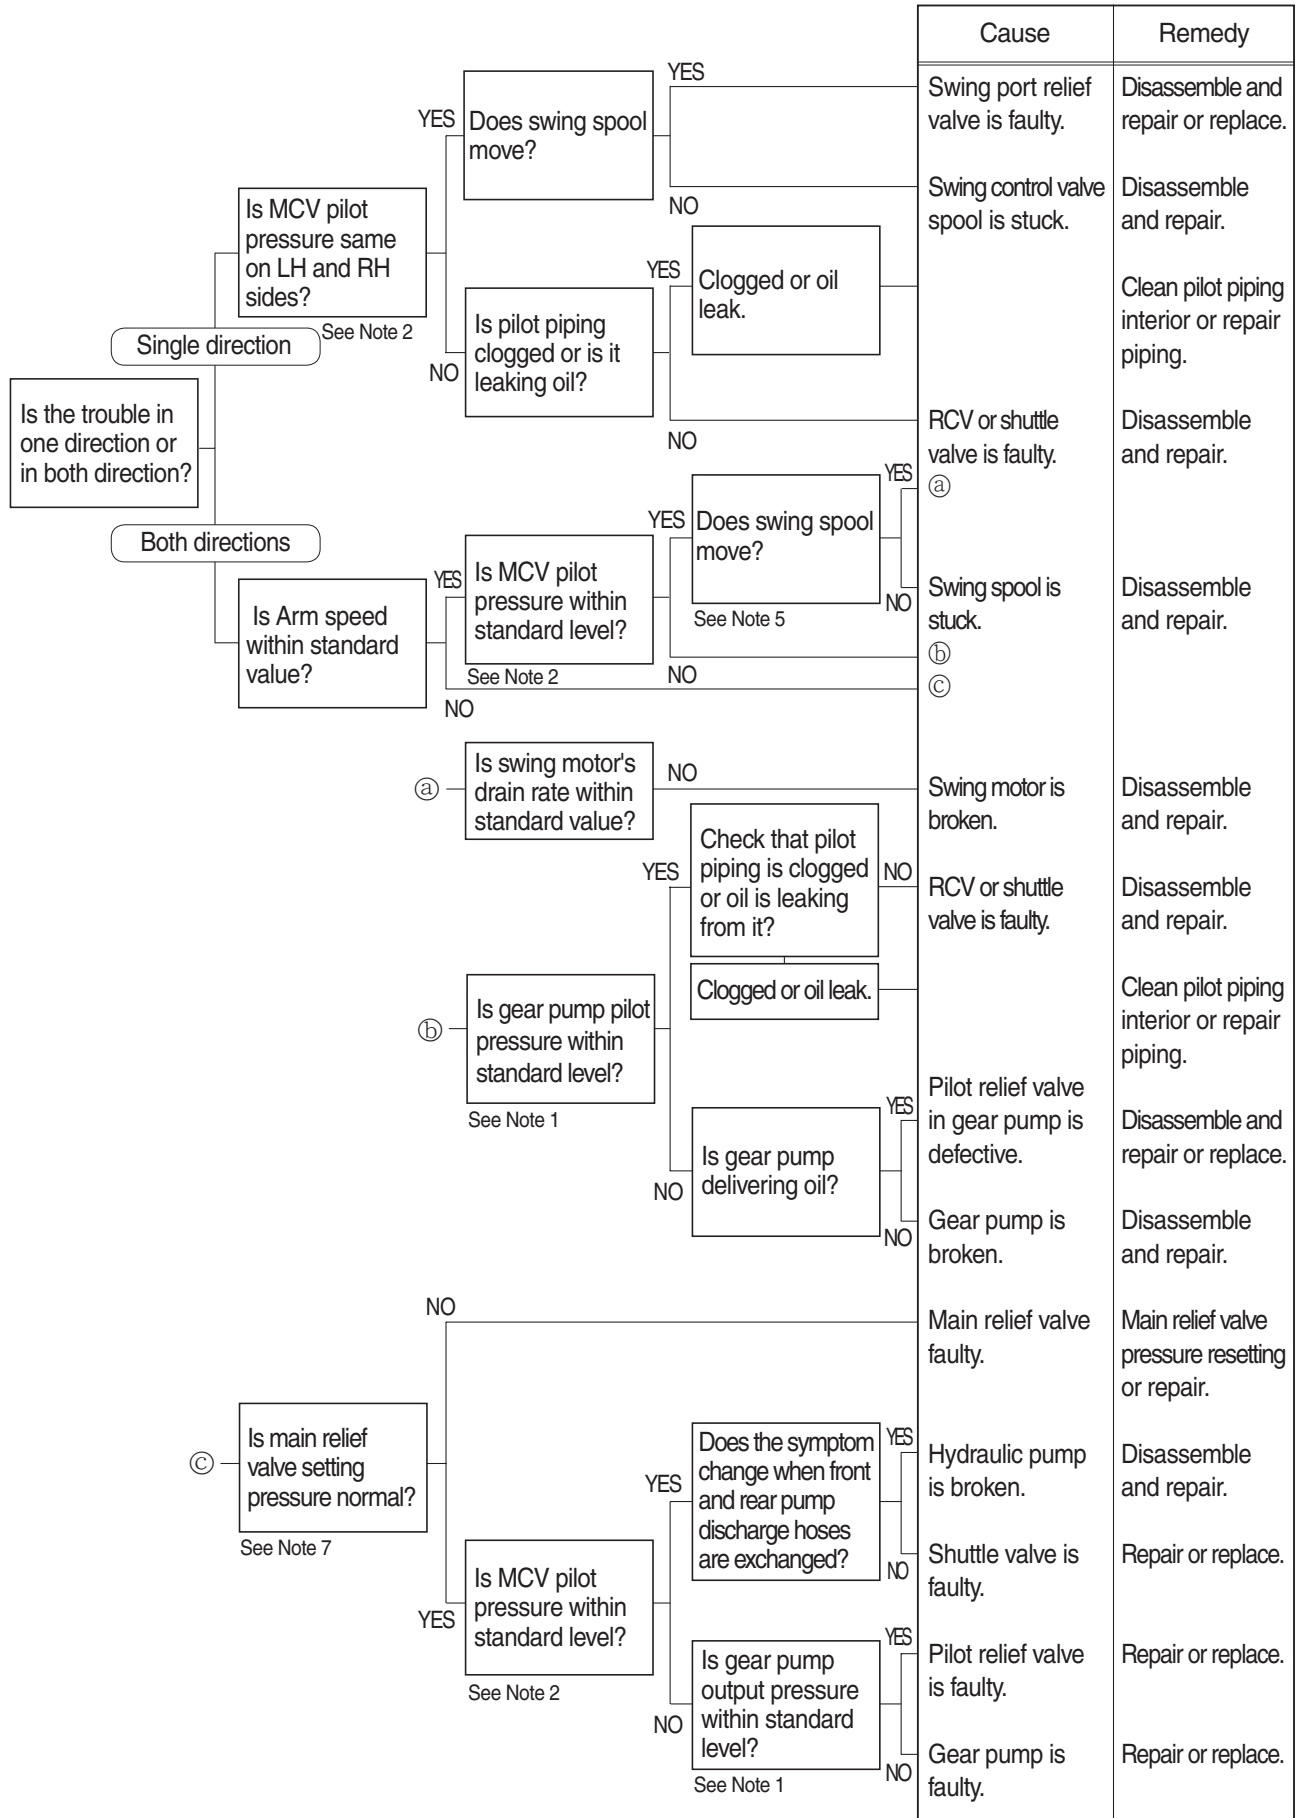 Cause
Remedy
YES
Swing port relief
valve is faulty.
Disassemble and
repair or replace.
YES
Does swing spool
move?
NO
Swing control valve
spool is stuck.
Disassemble
and repair.
Is MCV pilot
pressure same
on LH and RH
sides?
See Note 2
YES
Clogged or oil
leak.
Clean pilot piping
interior or repair
piping.
Single direction
NO
Is pilot piping
clogged or is it
leaking oil?
NO
RCV or shuttle
valve is faulty.
Disassemble
and repair.
Is the trouble in
one direction or
in both direction?
YES
ⓐ
YES
Does swing spool
move?
See Note 5
NO
Swing spool is
stuck.
Disassemble
and repair.
Both directions
YES
Is MCV pilot
pressure within
standard level?
See Note 2
NO
ⓑ
Is Arm speed
within standard
value?
NO
ⓒ
ⓐ
Is swing motor's
drain rate within
standard value?
NO
Swing motor is
broken.
Disassemble
and repair.
YES
Check that pilot
piping is clogged
or oil is leaking
from it?
NO
RCV or shuttle
valve is faulty.
Disassemble
and repair.
Clogged or oil leak.
Clean pilot piping
interior or repair
piping.
ⓑ
Is gear pump pilot
pressure within
standard level?
See Note 1
YES
Pilot relief valve
in gear pump is
defective.
Disassemble and
repair or replace.
NO
Is gear pump
delivering oil?
NO
Gear pump is
broken.
Disassemble
and repair.
NO
Main relief valve
faulty.
Main relief valve
pressure resetting
or repair.
ⓒ
Is main relief
valve setting
pressure normal?
See Note 7
YES
Does the symptom
change when front
and rear pump
discharge hoses
are exchanged?
YES
Hydraulic pump
is broken.
Disassemble
and repair.
NO
Shuttle valve is
faulty.
Repair or replace.
YES
Is MCV pilot
pressure within
standard level?
See Note 2
YES
Pilot relief valve
is faulty.
Repair or replace.
NO
Is gear pump
output pressure
within standard
level?
See Note 1
NO
Gear pump is
faulty.
Repair or replace.